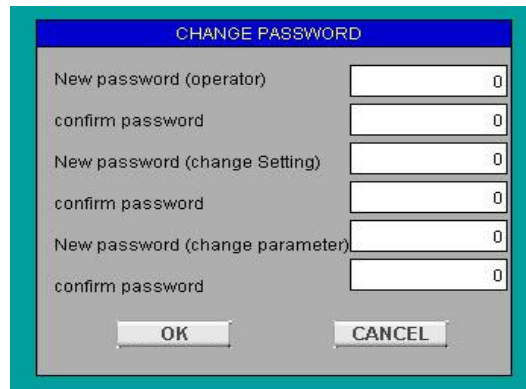 CHANGE PASSWORD
New password (operator) 0
confirm password 0
New password (change Setting) 0
confirm password 0
New password (change parameter) 0
confirm password 0
OK CANCEL